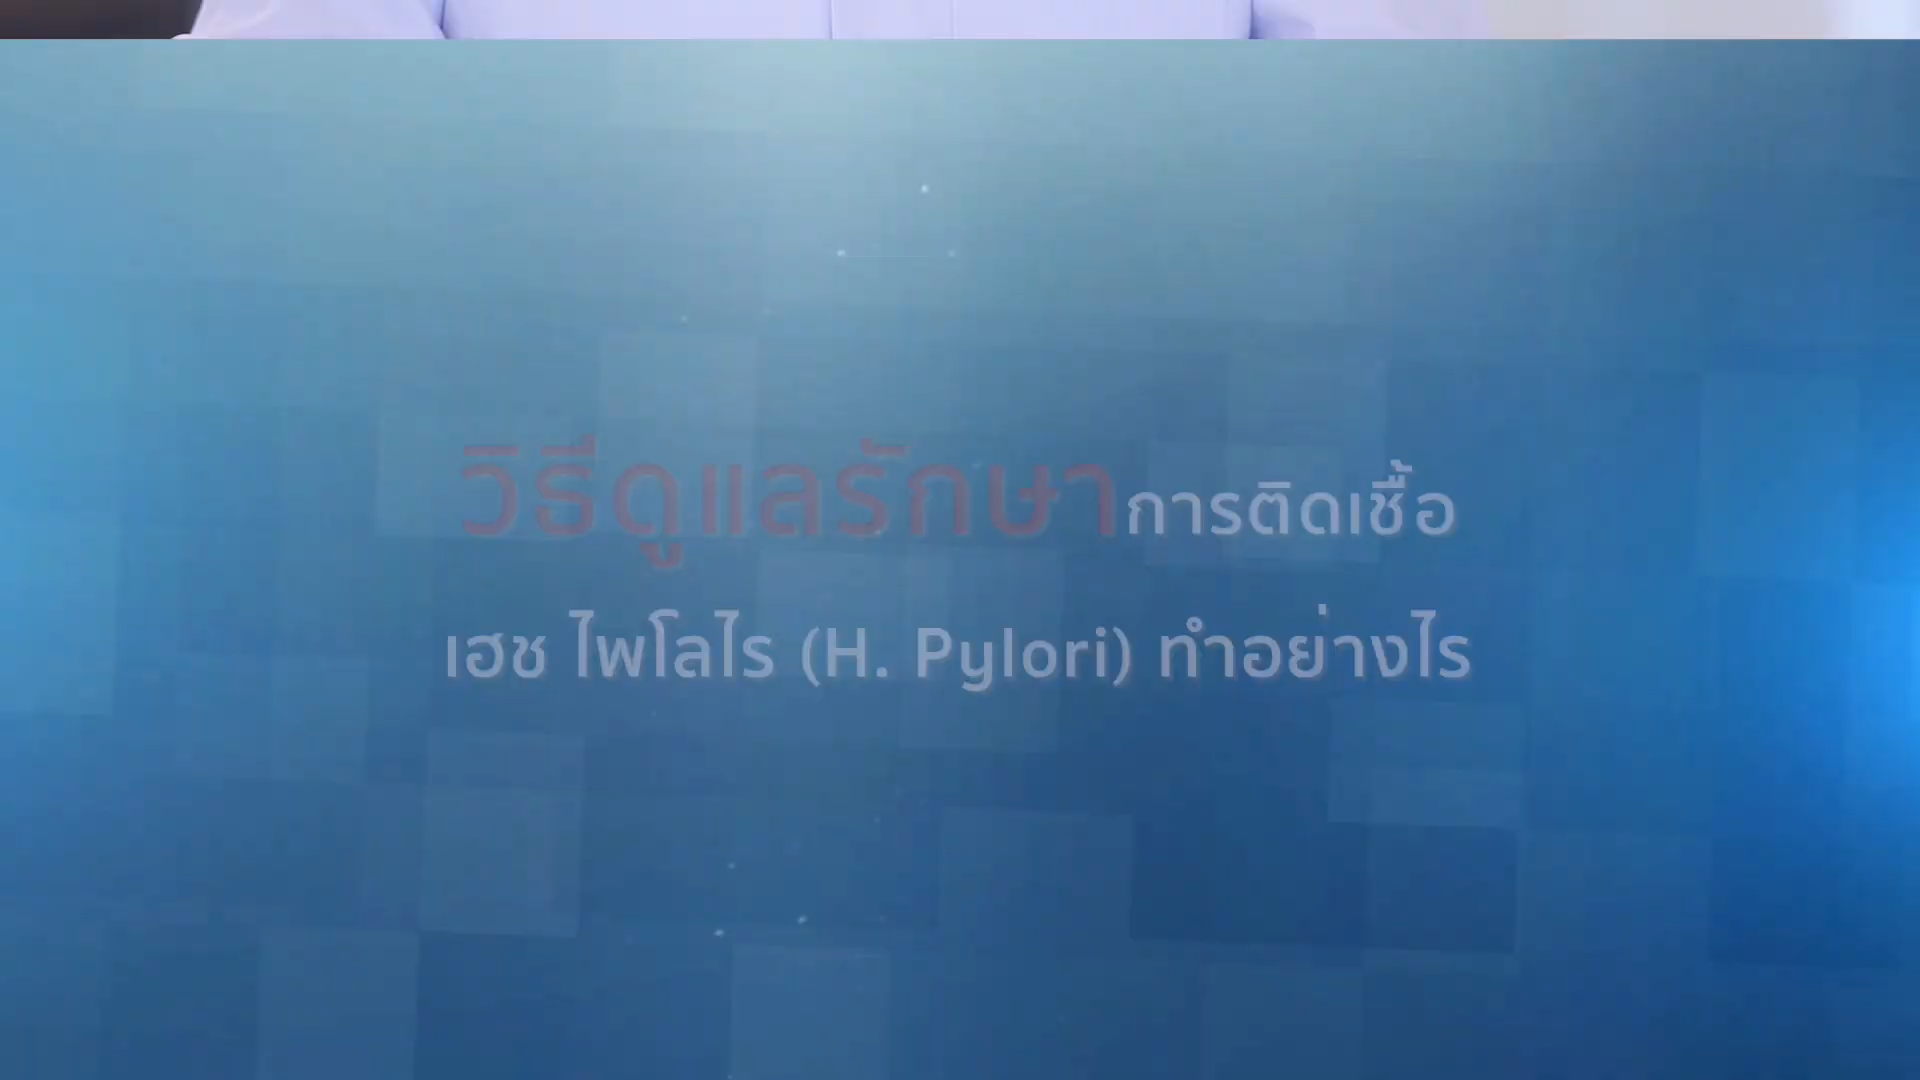 วิธีดูแลรักษาการติดเชื้อ
เฮช ไพโลไร (H. Pylori) ทำอย่างไร